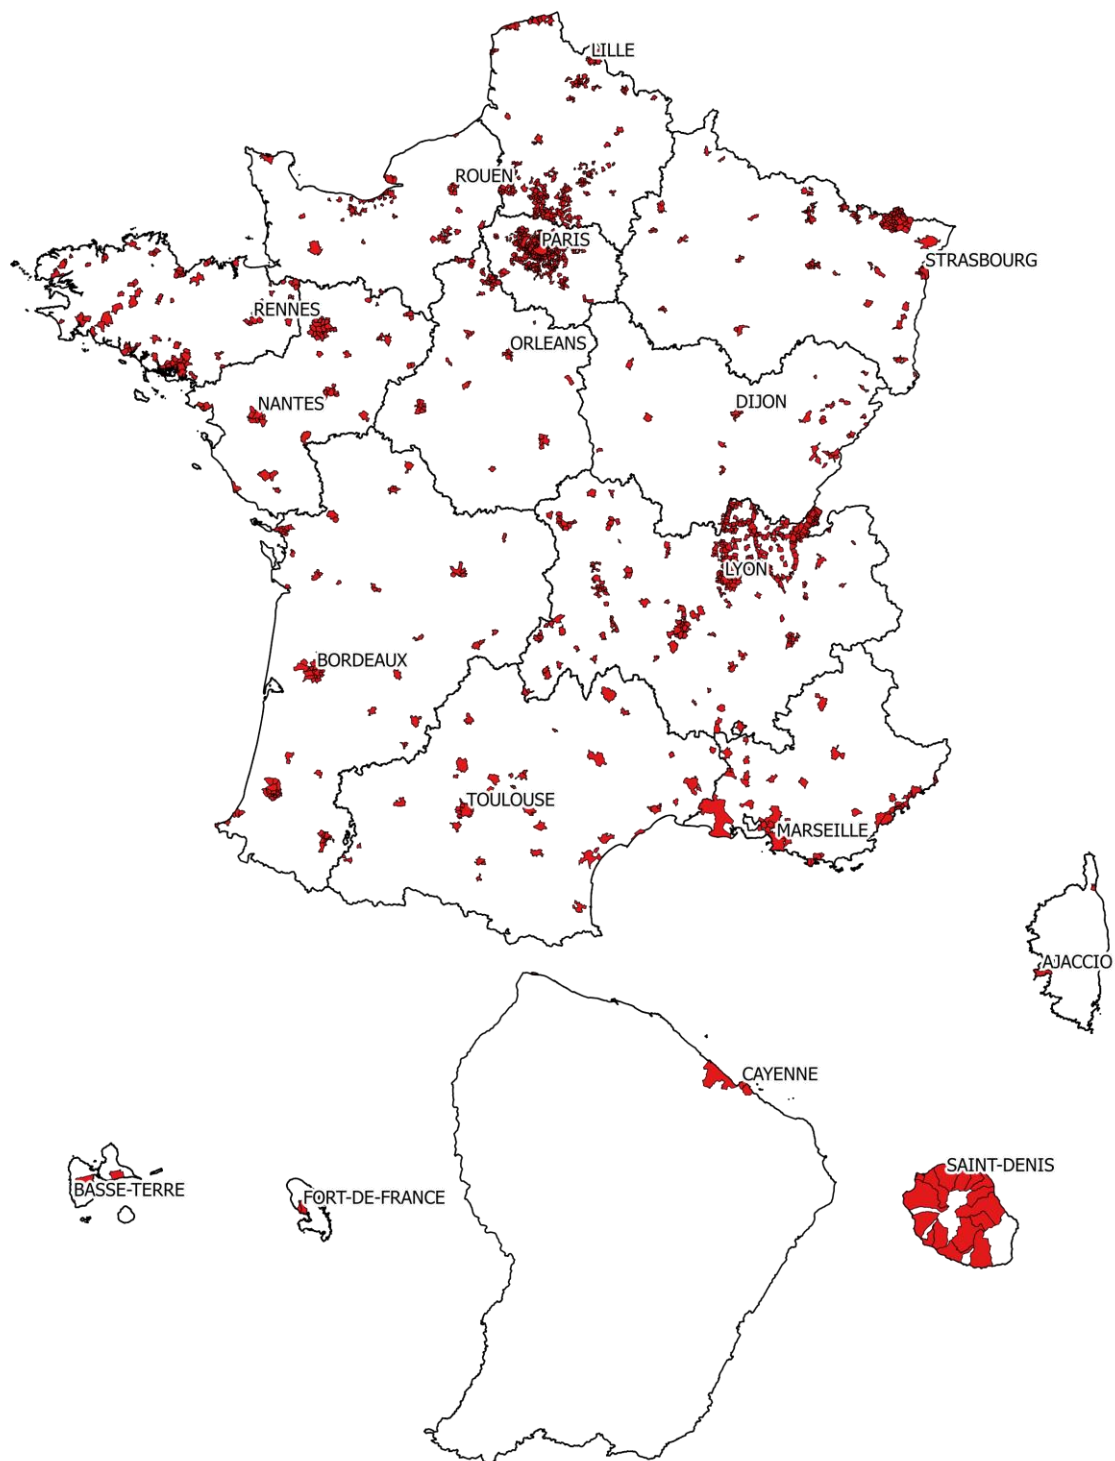 LILLE
ROUEN
PARIS
STRASBOURG
RENNES
ORLEANS
NANTES
DIJON
LYON
BORDEAUX
TOULOUSE
MARSEILLE
AJACCIO
CAYENNE
SAINT-DENIS
BASSE-TERRE
FORT-DE-FRANCE